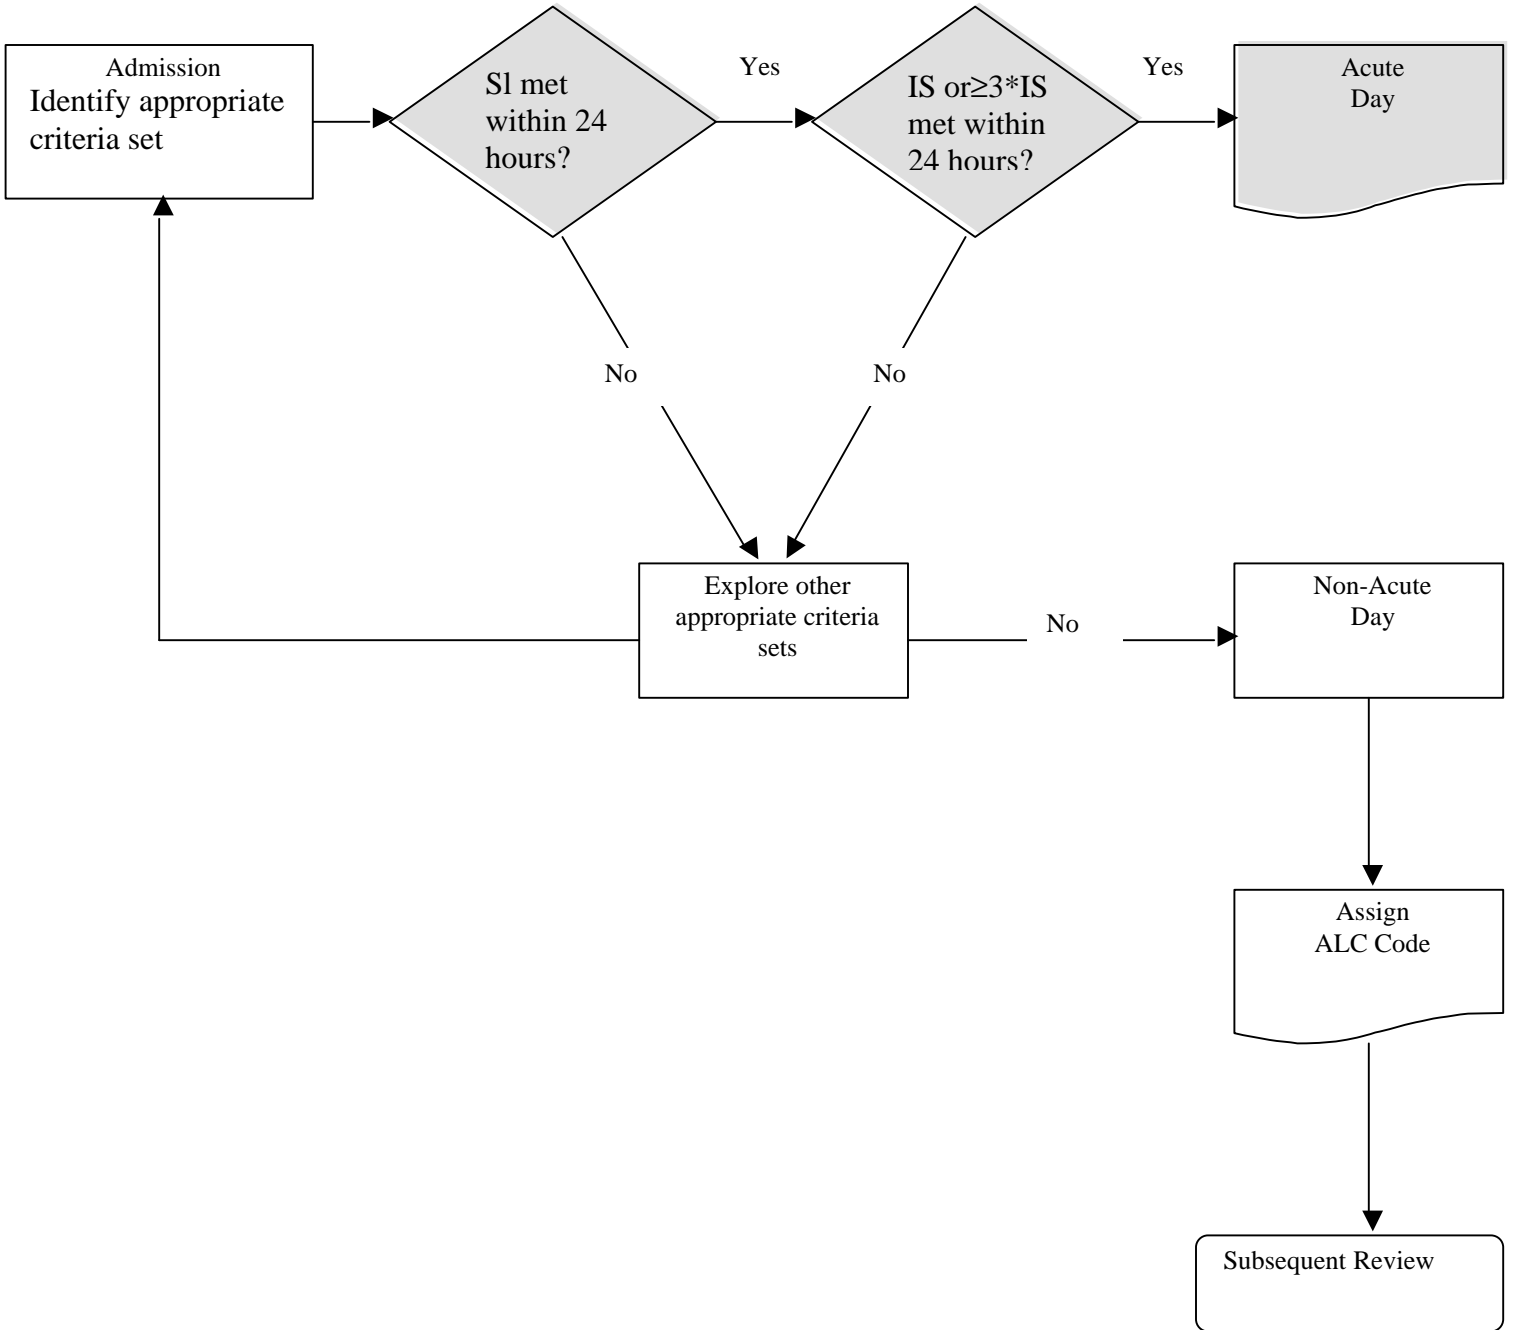 Admission
Identify appropriate
criteria set
Sl met
within 24
hours?
Yes
IS or≥3*IS
met within
24 hours?
Yes
Acute
Day
No
No
Explore other
appropriate criteria
sets
No
Non-Acute
Day
Assign
ALC Code
Subsequent Review